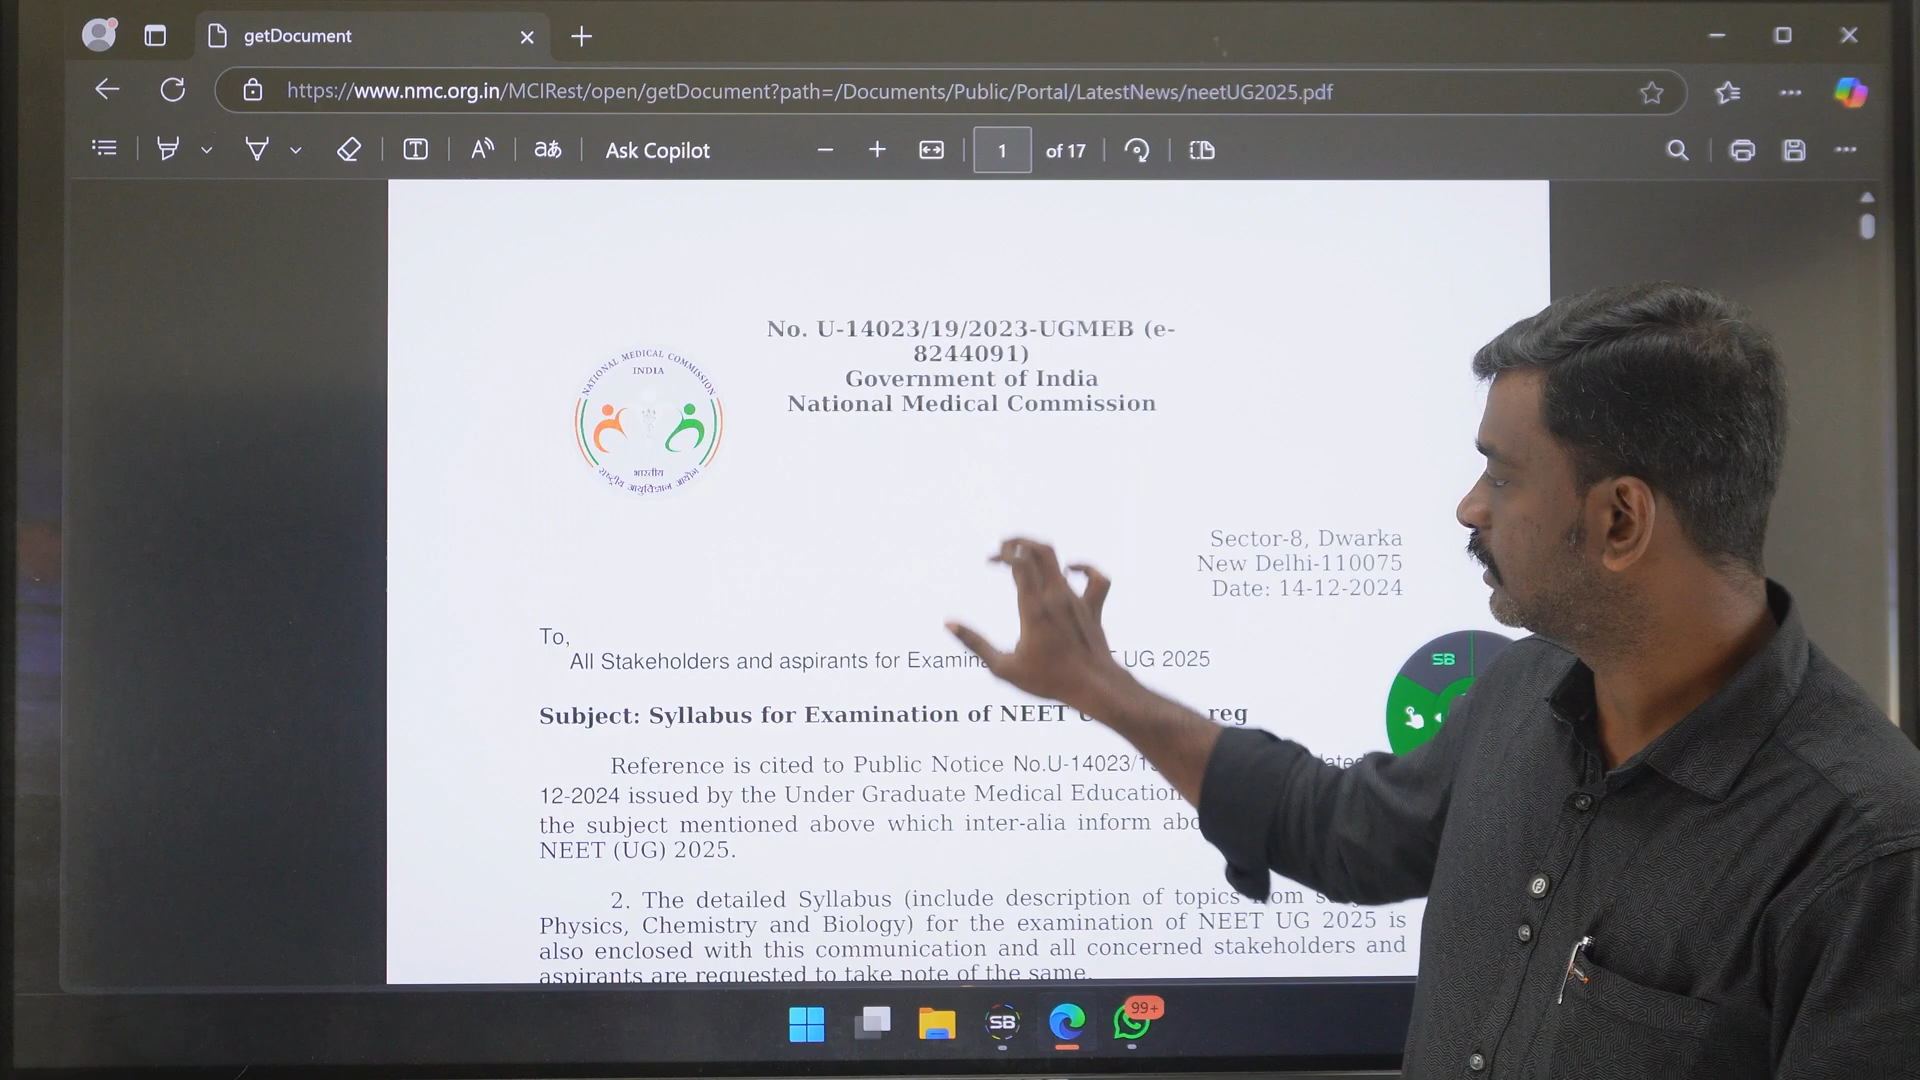 getDocument
https://www.nmc.org.in/MCIRest/open/getDocument?path=/Documents/Public/Portal/LatestNews/neetUG2025.pdf
Ask Copilot
1 of 17
No. U-14023/19/2023-UGMEB (e-
8244091)
Government of India
National Medical Commission
NATIONAL MEDICAL COMMISSION
INDIA
भारतीय
राष्ट्रीय आयुर्विज्ञान आयोग
Sector-8, Dwarka
New Delhi-110075
Date: 14-12-2024
To,
All Stakeholders and aspirants for UG 2025
Subject: Syllabus for Examination of NEET reg
SB
Reference is cited to Public Notice No.U-14023/
12-2024 issued by the Under Graduate Medical Education
the subject mentioned above which inter-alia inform
NEET (UG) 2025.
2. The detailed Syllabus (include description of topics
Physics, Chemistry and Biology) for the examination of NEET UG 2025 is
also enclosed with this communication and all concerned stakeholders and
aspirants are requested to take note of the same.
SB
99+